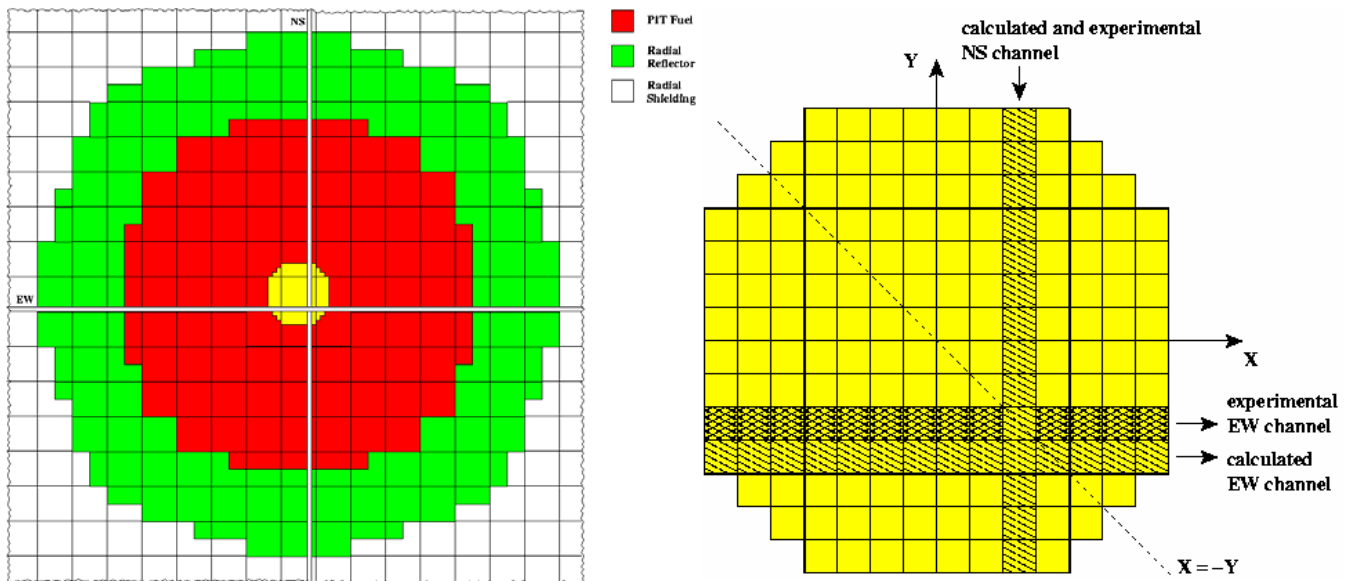 NS
EW
PIT Fuel
Radial
Reflector
Radial
Shielding
calculated and experimental
NS channel
Y
X
experimental
EW channel
calculated
EW channel
X = -Y